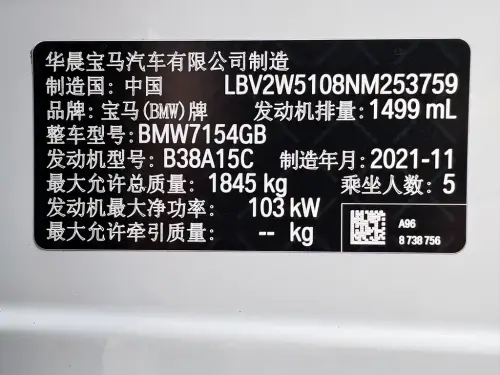 华晨宝马汽车有限公司制造
制造国: 中国 LBV2W5108NM253759
品牌: 宝马(BMW)牌 发动机排量: 1499 mL
整车型号: BMW7154GB
发动机型号: B38A15C 制造年月: 2021-11
最大允许总质量: 1845 kg 乘坐人数: 5
发动机最大净功率: 103 kW
最大允许牵引质量: -- kg
A96
8 738 756